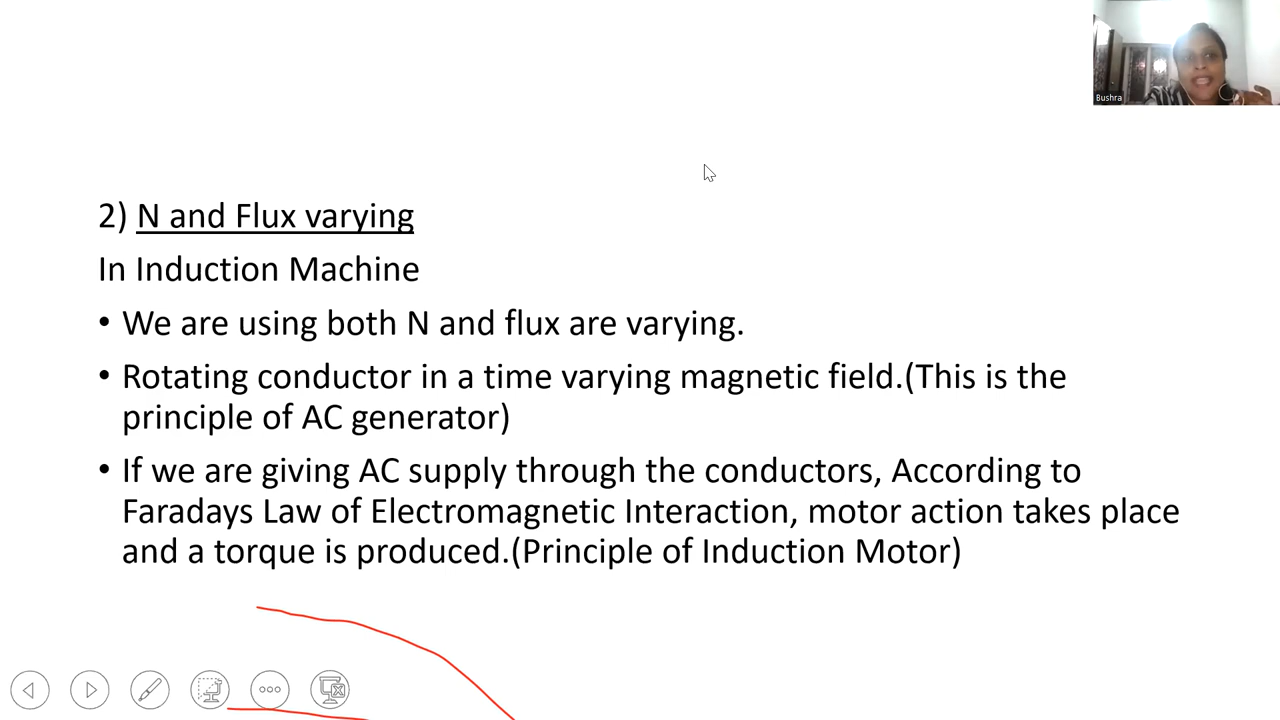 Bushra
2) N and Flux varying
In Induction Machine
• We are using both N and flux are varying.
• Rotating conductor in a time varying magnetic field.(This is the
principle of AC generator)
• If we are giving AC supply through the conductors, According to
Faradays Law of Electromagnetic Interaction, motor action takes place
and a torque is produced.(Principle of Induction Motor)